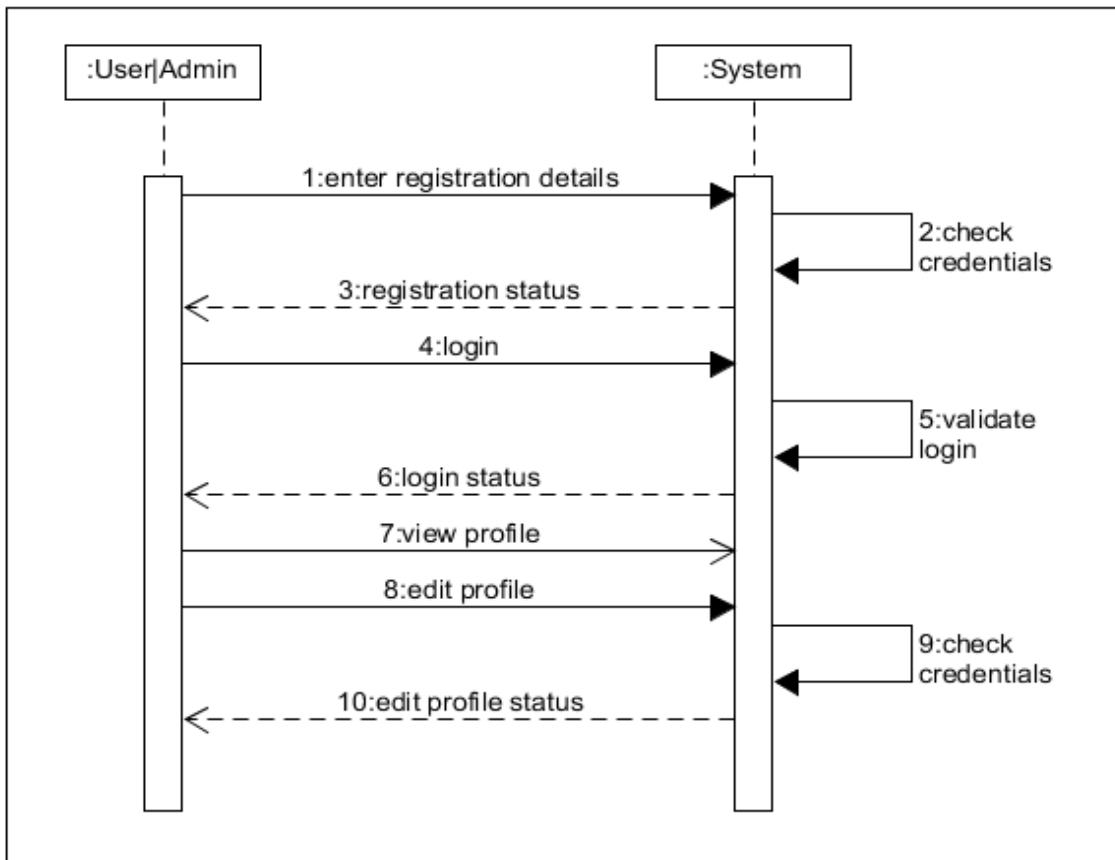 :User|Admin
:System
1:enter registration details
2:check
credentials
3:registration status
4:login
5:validate
login
6:login status
7:view profile
8:edit profile
9:check
credentials
10:edit profile status